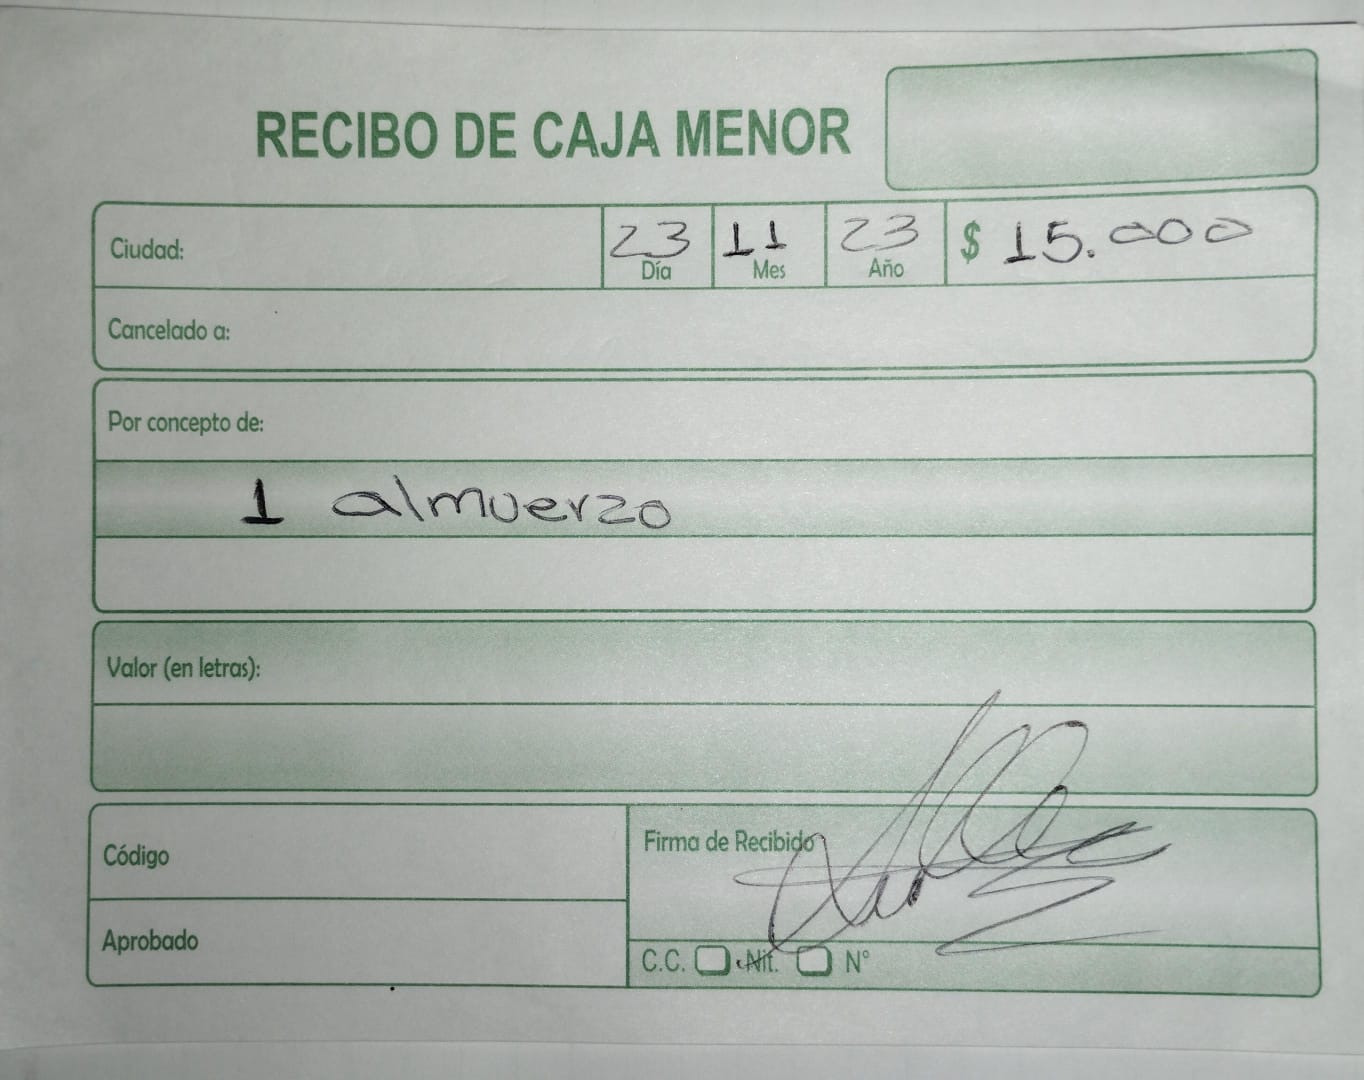 RECIBO DE CAJA MENOR
Ciudad:
23 Día
11 Mes
23 Año
$ 15.000
Cancelado a:
Por concepto de:
1 almuerzo
Valor (en letras):
Código
Firma de Recibido
Aprobado
C.C. Nit. N°